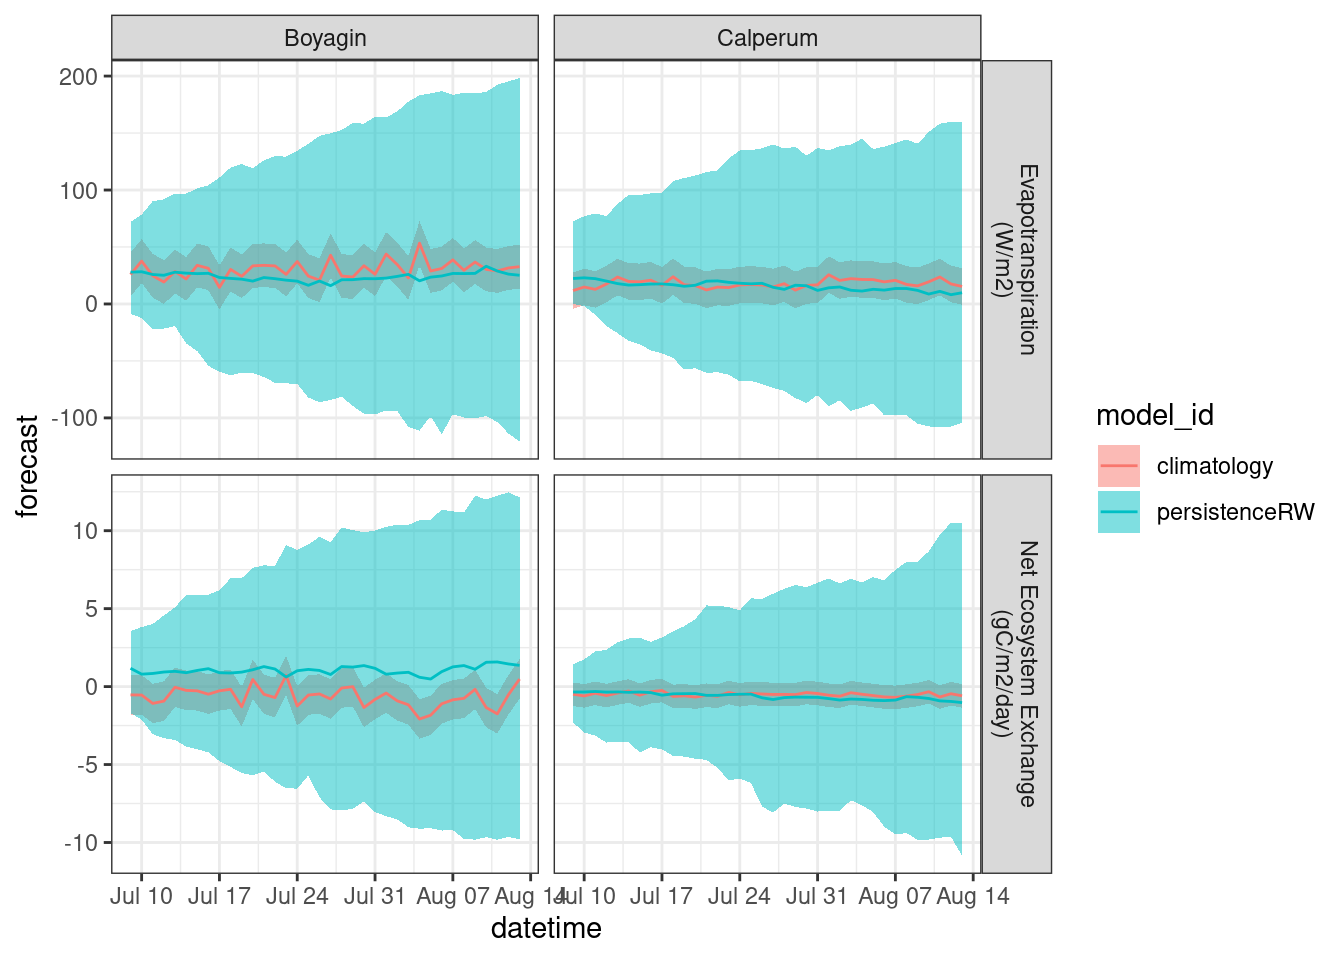 Boyagin
Calperum
200
100
0
-100
Evapotranspiration
(W/m2)
forecast
10
5
0
-5
-10
Net Ecosystem Exchange
(gC/m2/day)
model_id
climatology
persistenceRW
Jul 10 Jul 17 Jul 24 Jul 31 Aug 07 Aug 14
Jul 10 Jul 17 Jul 24 Jul 31 Aug 07 Aug 14
datetime